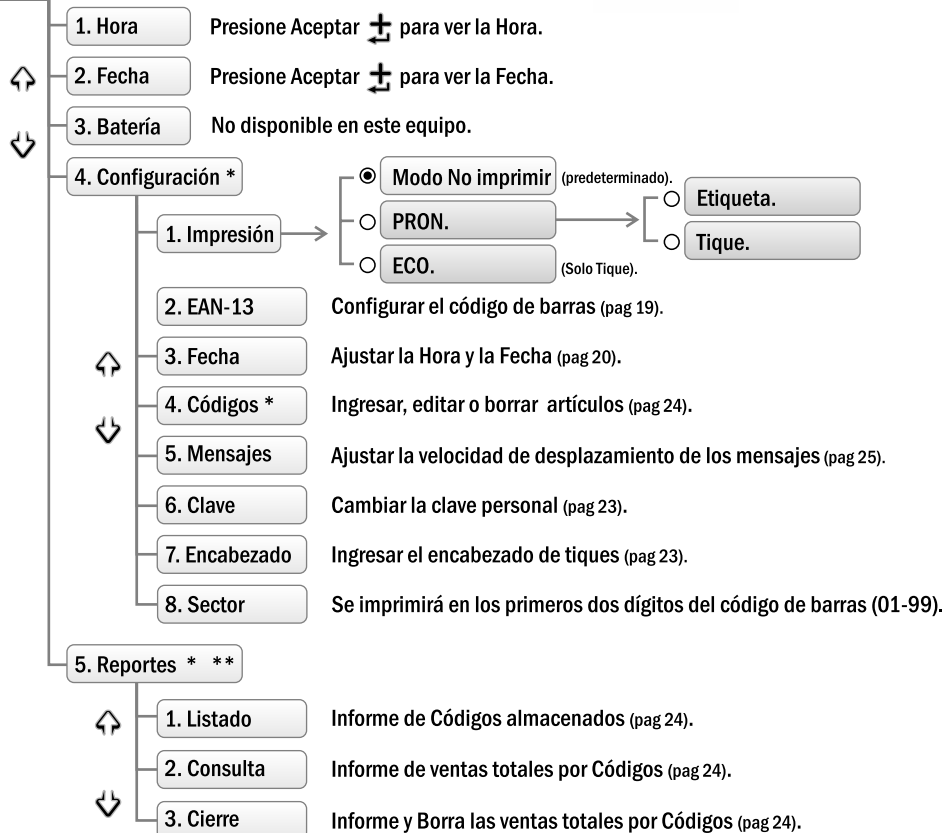 1. Hora Presione Aceptar para ver la Hora.
2. Fecha Presione Aceptar para ver la Fecha.
3. Batería No disponible en este equipo.
4. Configuración *
1. Impresión
Modo No imprimir (predeterminado).
PRON.
ECO. (Solo Tique).
Etiqueta.
Tique.
2. EAN-13 Configurar el código de barras (pag 19).
3. Fecha Ajustar la Hora y la Fecha (pag 20).
4. Códigos * Ingresar, editar o borrar artículos (pag 24).
5. Mensajes Ajustar la velocidad de desplazamiento de los mensajes (pag 25).
6. Clave Cambiar la clave personal (pag 23).
7. Encabezado Ingresar el encabezado de tiques (pag 23).
8. Sector Se imprimirá en los primeros dos dígitos del código de barras (01-99).
5. Reportes * **
1. Listado Informe de Códigos almacenados (pag 24).
2. Consulta Informe de ventas totales por Códigos (pag 24).
3. Cierre Informe y Borra las ventas totales por Códigos (pag 24).